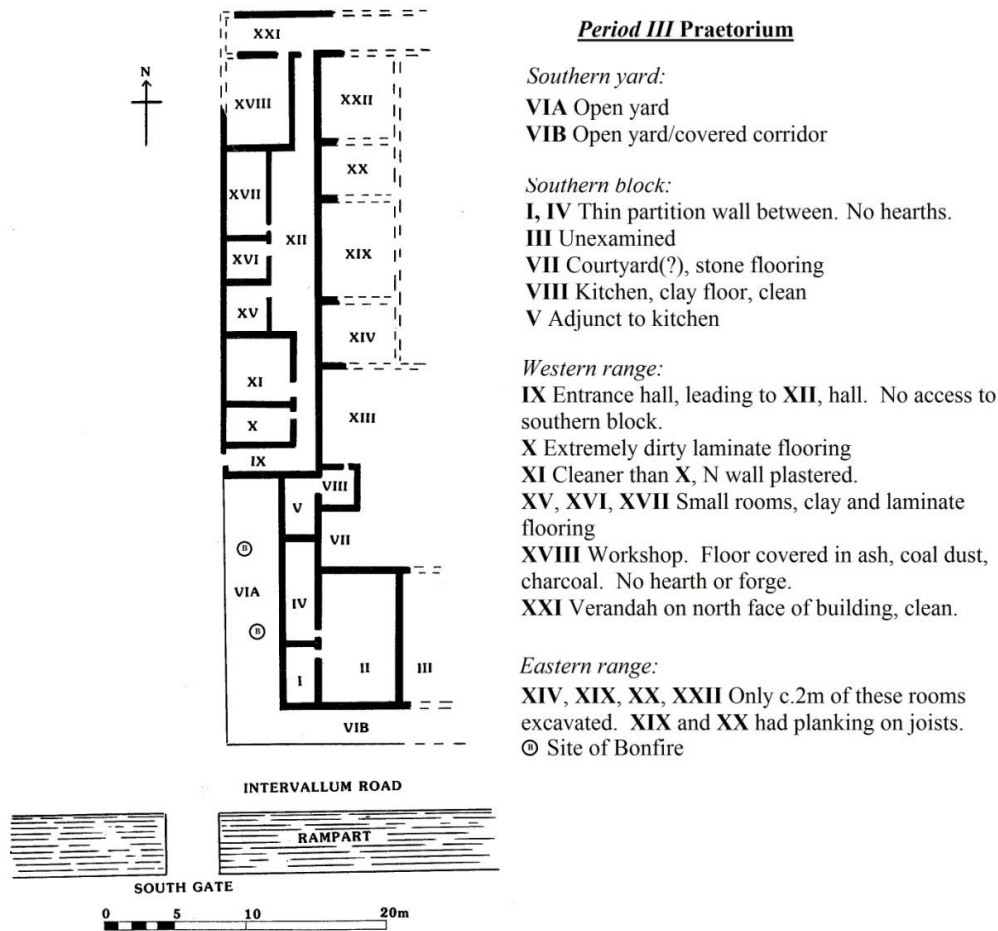 XXI
N
XVIII
XXII
XX
XVII
XII
XVI
XIX
XV
XIV
XI
XIII
X
IX
VIII
V
VII
B
VIA
IV
B
I
II
III
VIB
INTERVALLUM ROAD
RAMPART
SOUTH GATE
0 5 10 20m
Period III Praetorium
Southern yard:
VIA Open yard
VIB Open yard/covered corridor
Southern block:
I, IV Thin partition wall between. No hearths.
III Unexamined
VII Courtyard(?), stone flooring
VIII Kitchen, clay floor, clean
V Adjunct to kitchen
Western range:
IX Entrance hall, leading to XII, hall. No access to
southern block.
X Extremely dirty laminate flooring
XI Cleaner than X, N wall plastered.
XV, XVI, XVII Small rooms, clay and laminate
flooring
XVIII Workshop. Floor covered in ash, coal dust,
charcoal. No hearth or forge.
XXI Verandah on north face of building, clean.
Eastern range:
XIV, XIX, XX, XXII Only c.2m of these rooms
excavated. XIX and XX had planking on joists.
Ⓑ Site of Bonfire